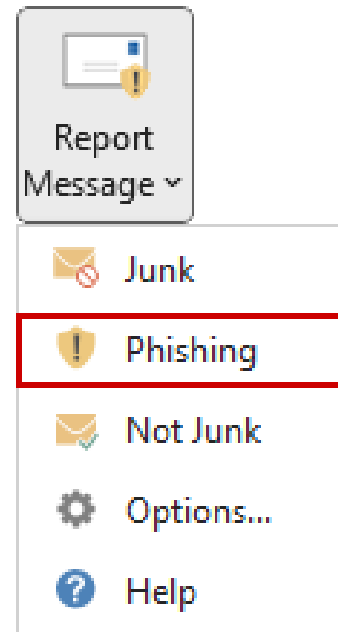 Report
Message
Junk
Phishing
Not Junk
Options...
Help